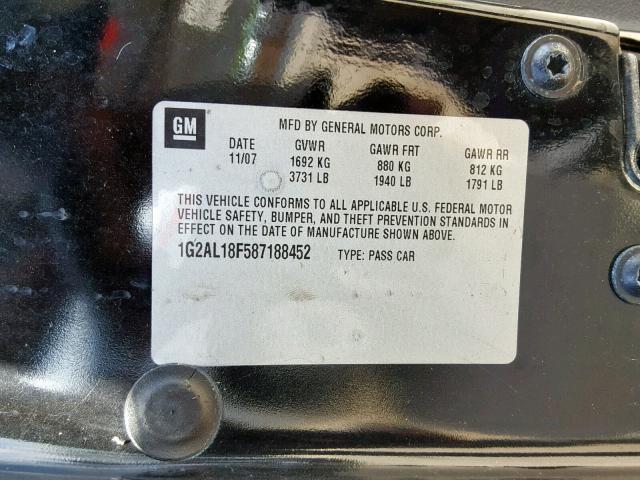 GM
MFD BY GENERAL MOTORS CORP.
DATE GVWR GAWR FRT GAWR RR
11/07 1692 KG 880 KG 812 KG
3731 LB 1940 LB 1791 LB
THIS VEHICLE CONFORMS TO ALL APPLICABLE U.S. FEDERAL MOTOR
VEHICLE SAFETY, BUMPER, AND THEFT PREVENTION STANDARDS IN
EFFECT ON THE DATE OF MANUFACTURE SHOWN ABOVE.
1G2AL18F587188452 TYPE: PASS CAR